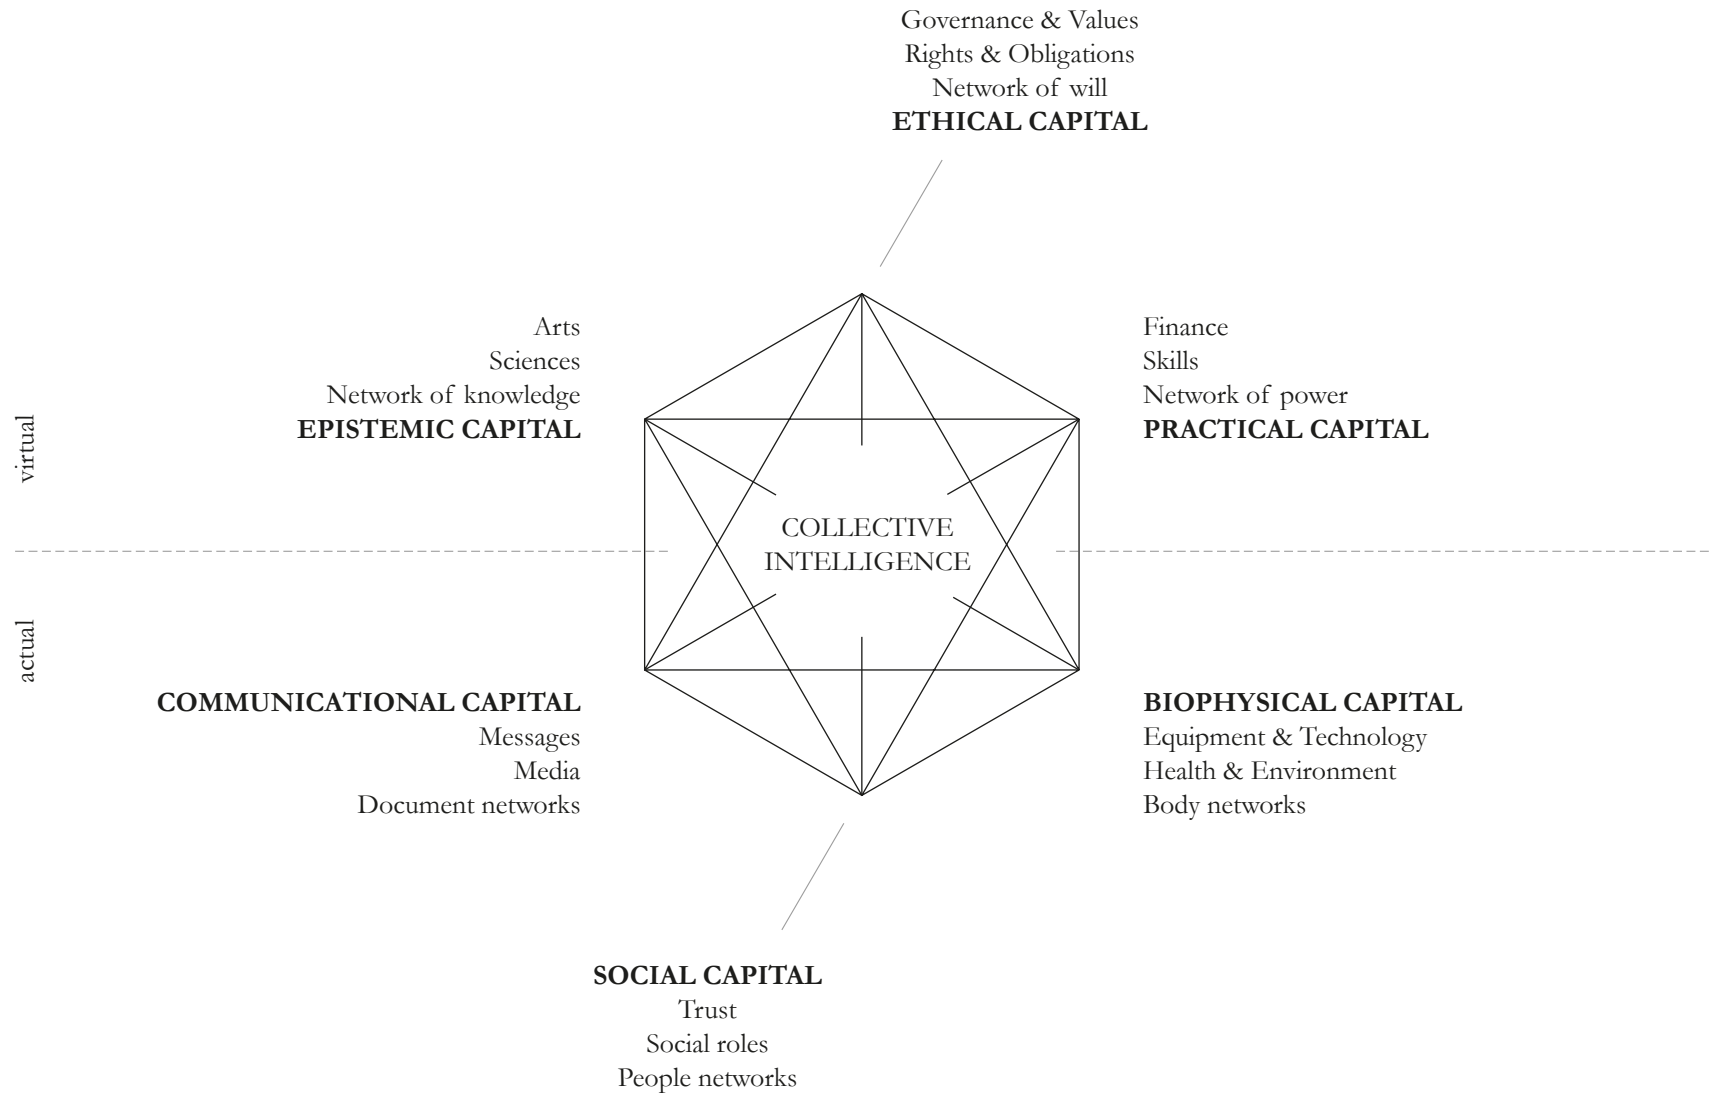 Governance & Values
Rights & Obligations
Network of will
ETHICAL CAPITAL
Arts
Sciences
Network of knowledge
EPISTEMIC CAPITAL
Finance
Skills
Network of power
PRACTICAL CAPITAL
virtual
COLLECTIVE
INTELLIGENCE
actual
COMMUNICATIONAL CAPITAL
Messages
Media
Document networks
BIOPHYSICAL CAPITAL
Equipment & Technology
Health & Environment
Body networks
SOCIAL CAPITAL
Trust
Social roles
People networks